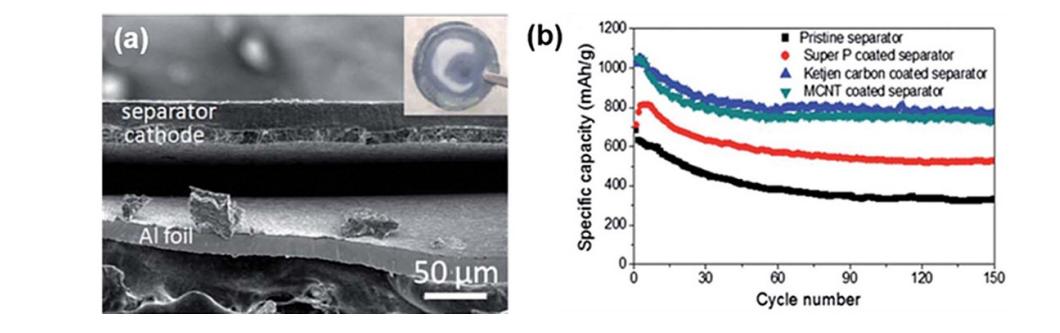 (a)
separator
cathode
Al foil
50 μm
(b)
Specific capacity (mAh/g)
1200
1000
800
600
400
200
0
Pristine separator
Super P coated separator
Ketjen carbon coated separator
MCNT coated separator
0 30 60 90 120 150
Cycle number